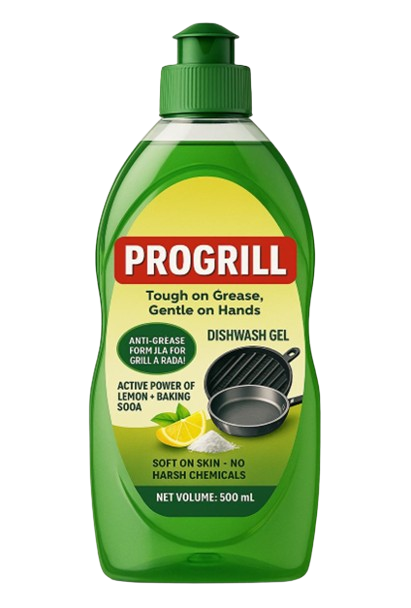 PROGRILL
Tough on Grease,
Gentle on Hands
DISHWASH GEL
ANTI-GREASE
FORM JLA FOR
GRILL A RADA!
ACTIVE POWER OF
LEMON + BAKING
SOOA
SOFT ON SKIN - NO
HARSH CHEMICALS
NET VOLUME: 500 mL